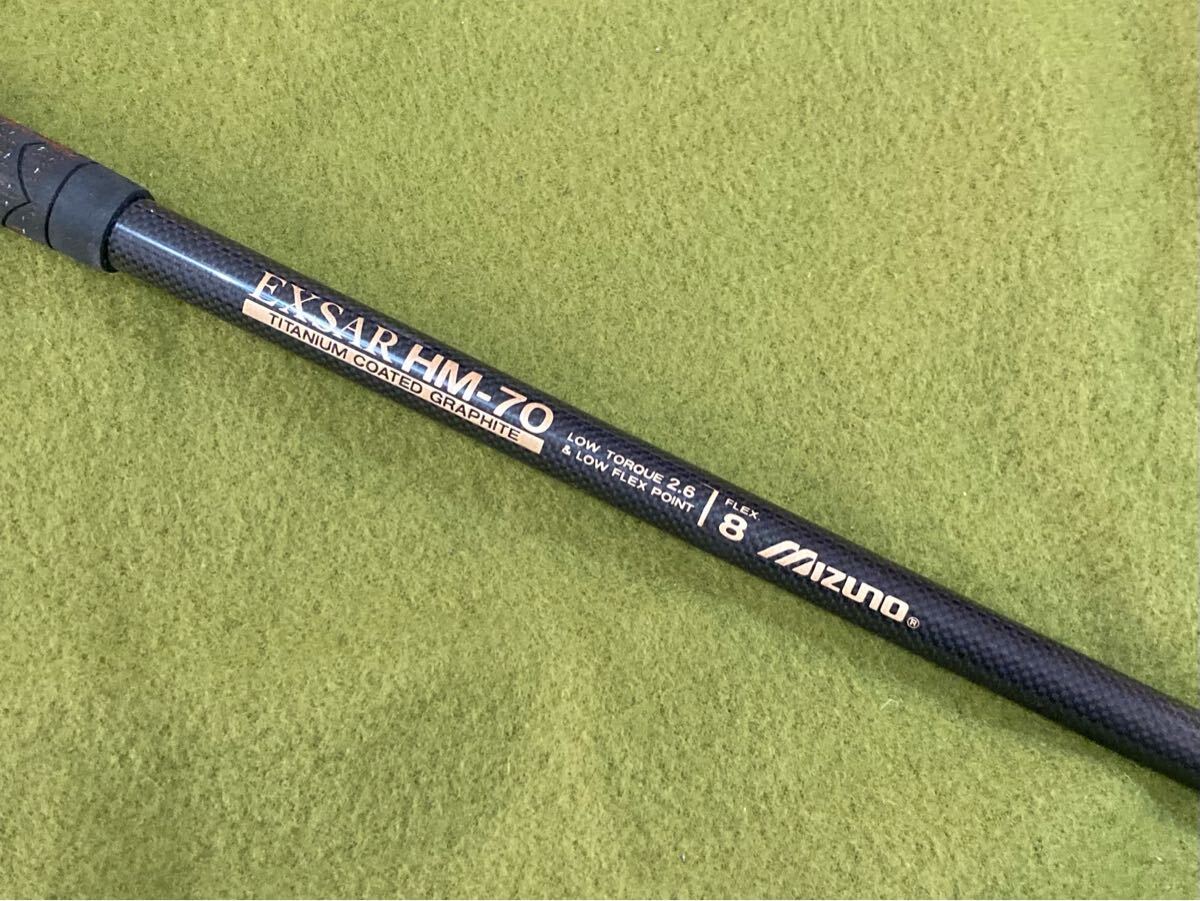 EXSAR HM-70
TITANIUM COATED GRAPHITE
LOW TORQUE 2.6
& LOW FLEX POINT
FLEX
8
MIZUNO®